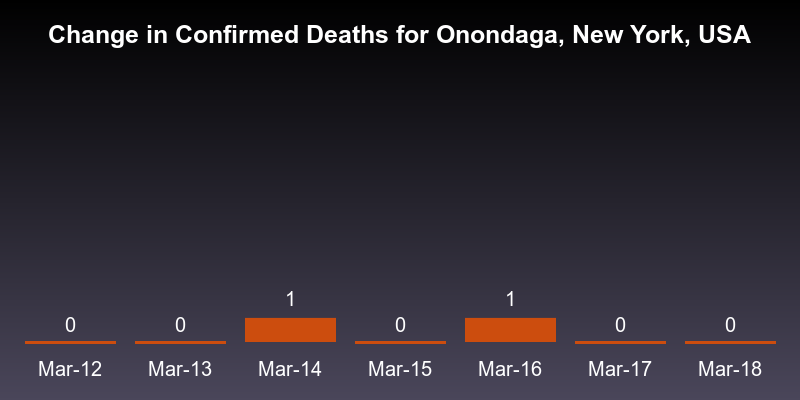 Change in Confirmed Deaths for Onondaga, New York, USA
0 0 1 0 1 0 0
Mar-12 Mar-13 Mar-14 Mar-15 Mar-16 Mar-17 Mar-18